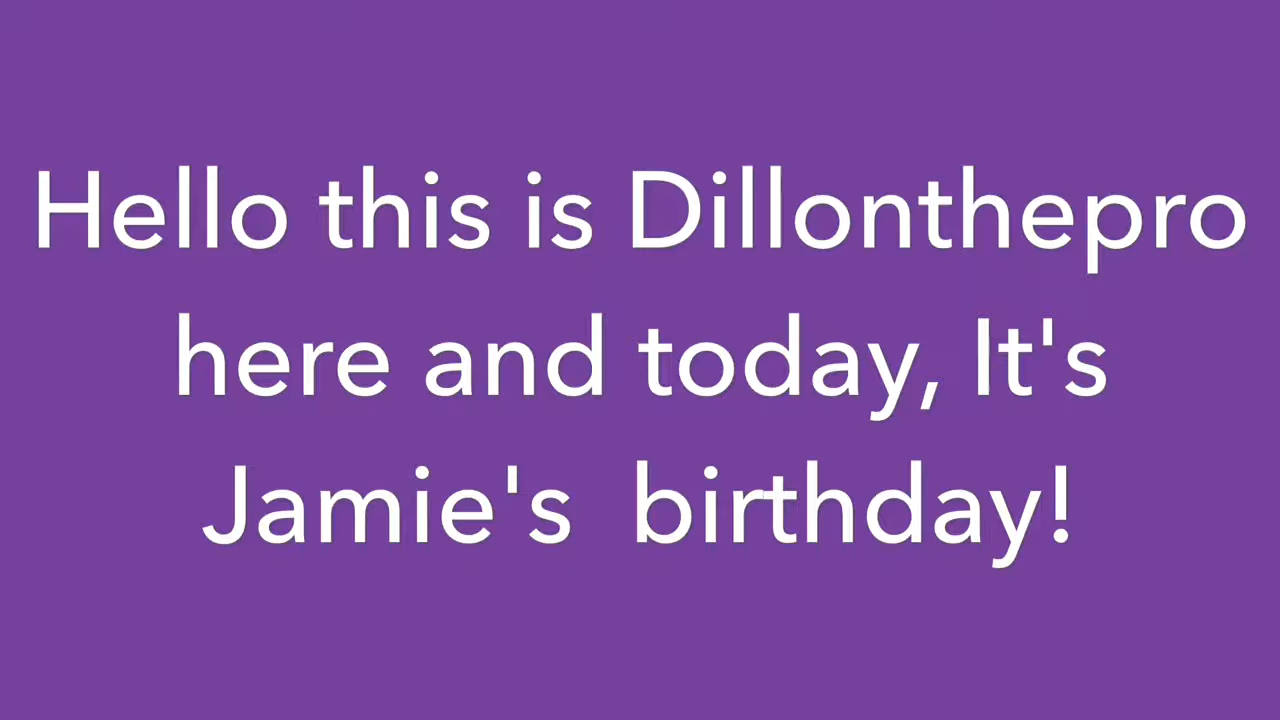 Hello this is Dillonthepro
here and today, It's
Jamie's  birthday!